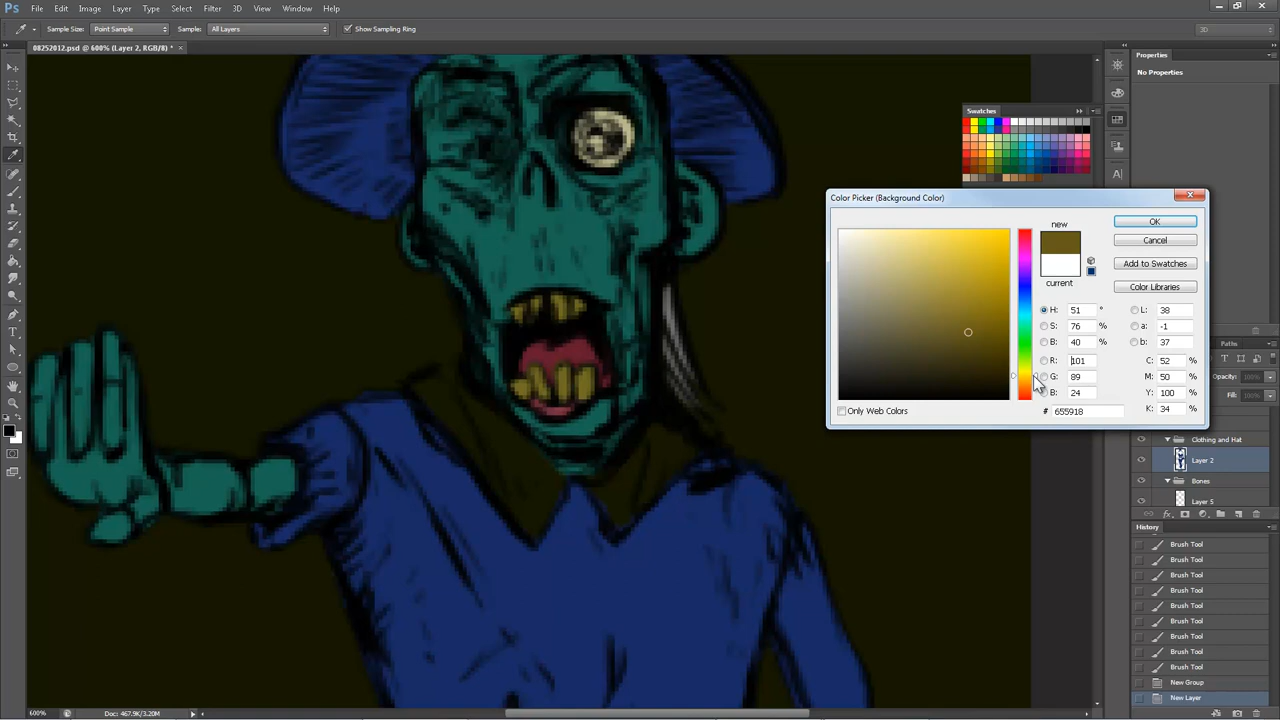 Ps File Edit Image Layer Type Select Filter 3D View Window Help
Sample Size: Point Sample Sample: All Layers Show Sampling Ring 3D
08252012.psd @ 600% (Layer 2, RGB/8) * ×
Properties
No Properties
Swatches
Color Picker (Background Color)
new
current
OK
Cancel
Add to Swatches
Color Libraries
H: 51 ° L: 38
S: 76 % a: -1
B: 40 % b: 37
R: 101 C: 52 %
G: 89 M: 50 %
B: 24 Y: 100 %
# 655918 K: 34 %
Only Web Colors
Paths
Opacity: 100%
Fill: 100%
Clothing and Hat
Layer 2
Bones
Layer 5
History
Brush Tool
Brush Tool
Brush Tool
Brush Tool
Brush Tool
Brush Tool
Brush Tool
Brush Tool
Brush Tool
New Group
New Layer
600% Doc: 467.9K/3.20M